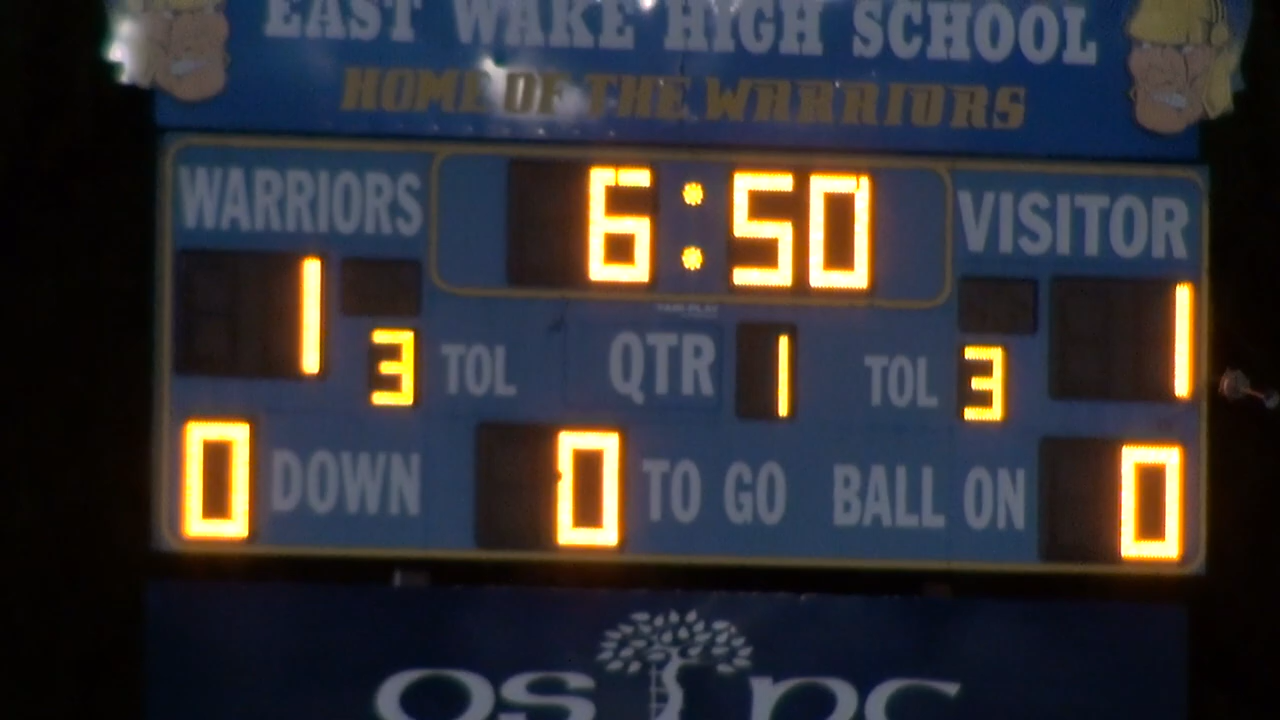 EAST WAKE HIGH SCHOOL
HOME OF THE WARRIORS
WARRIORS 6:50 VISITOR
1 1
3 TOL QTR 1 TOL 3
0 DOWN 0 TO GO BALL ON 0